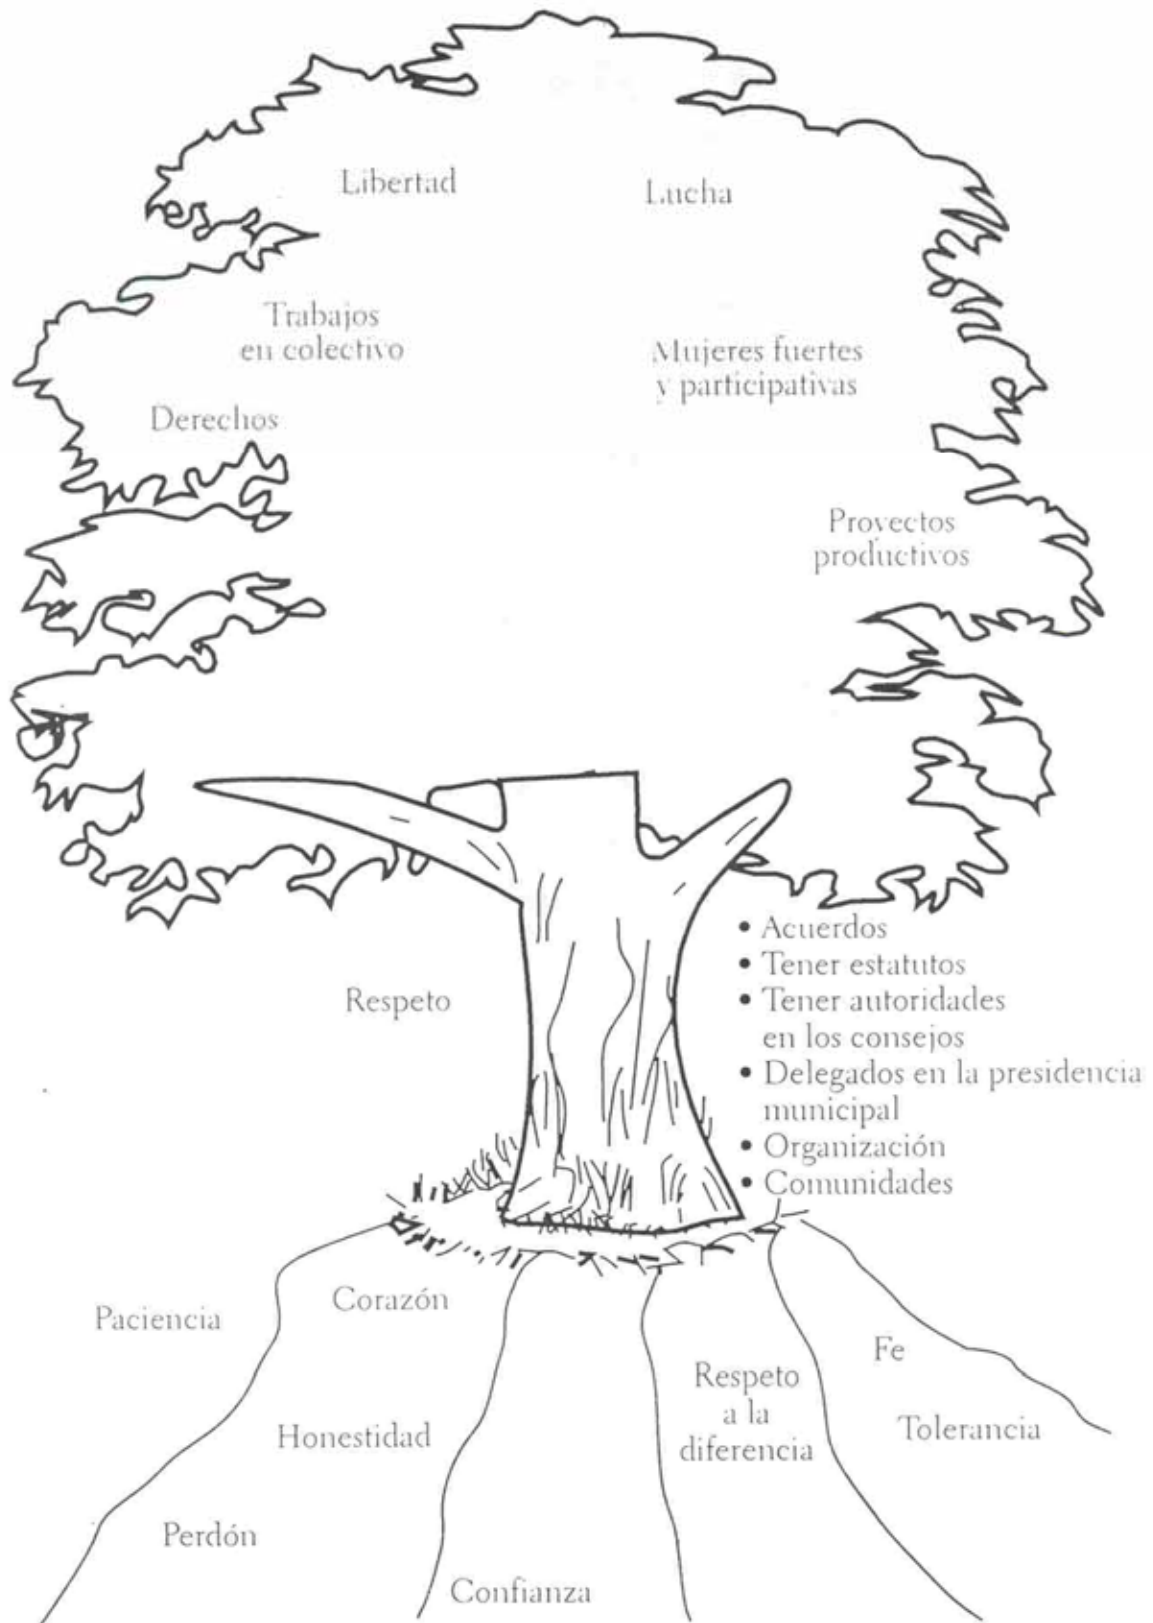 Libertad
Lucha
Trabajos
en colectivo
Mujeres fuertes
y participativas
Derechos
Proyectos
productivos
• Acuerdos
• Tener estatutos
Respeto
• Tener autoridades
en los consejos
• Delegados en la presidencia
municipal
• Organización
• Comunidades
Paciencia
Corazón
Fe
Respeto
a la
diferencia
Honestidad
Tolerancia
Perdón
Confianza